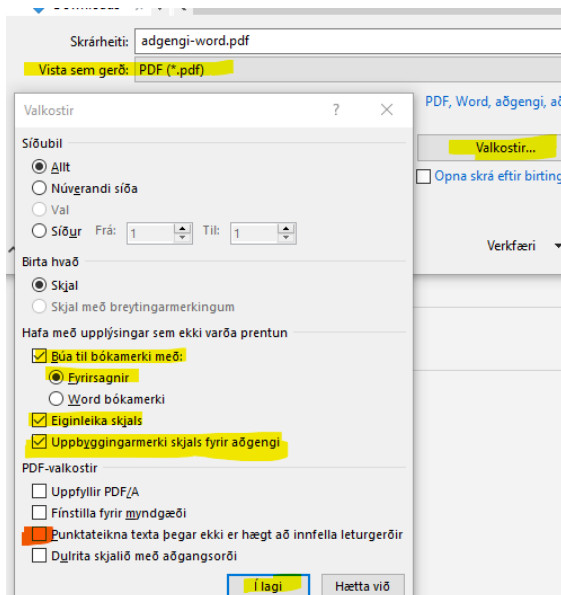 Downloads
Skrárheiti: adgengi-word.pdf
Vista sem gerð: PDF (*.pdf)
PDF, Word, aðgengi,
Valkostir
Síðubil
Allt
Núverandi síða
Val
Síður Frá: 1 Til: 1
Valkostir...
Opna skrá eftir birting
Verkfæri
Birta hvað
Skjal
Skjal með breytingarmerkingum
Hafa með upplýsingar sem ekki varða prentun
Búa til bókamerki með:
Fyrirsagnir
Word bókamerki
Eiginleika skjals
Uppbyggingarmerki skjals fyrir aðgengi
PDF-valkostir
Uppfyllir PDF/A
Fínstilla fyrir myndgæði
Punktateikna texta þegar ekki er hægt að innfella leturgerðir
Dulrita skjalið með aðgangsorði
Í lagi Hætta við